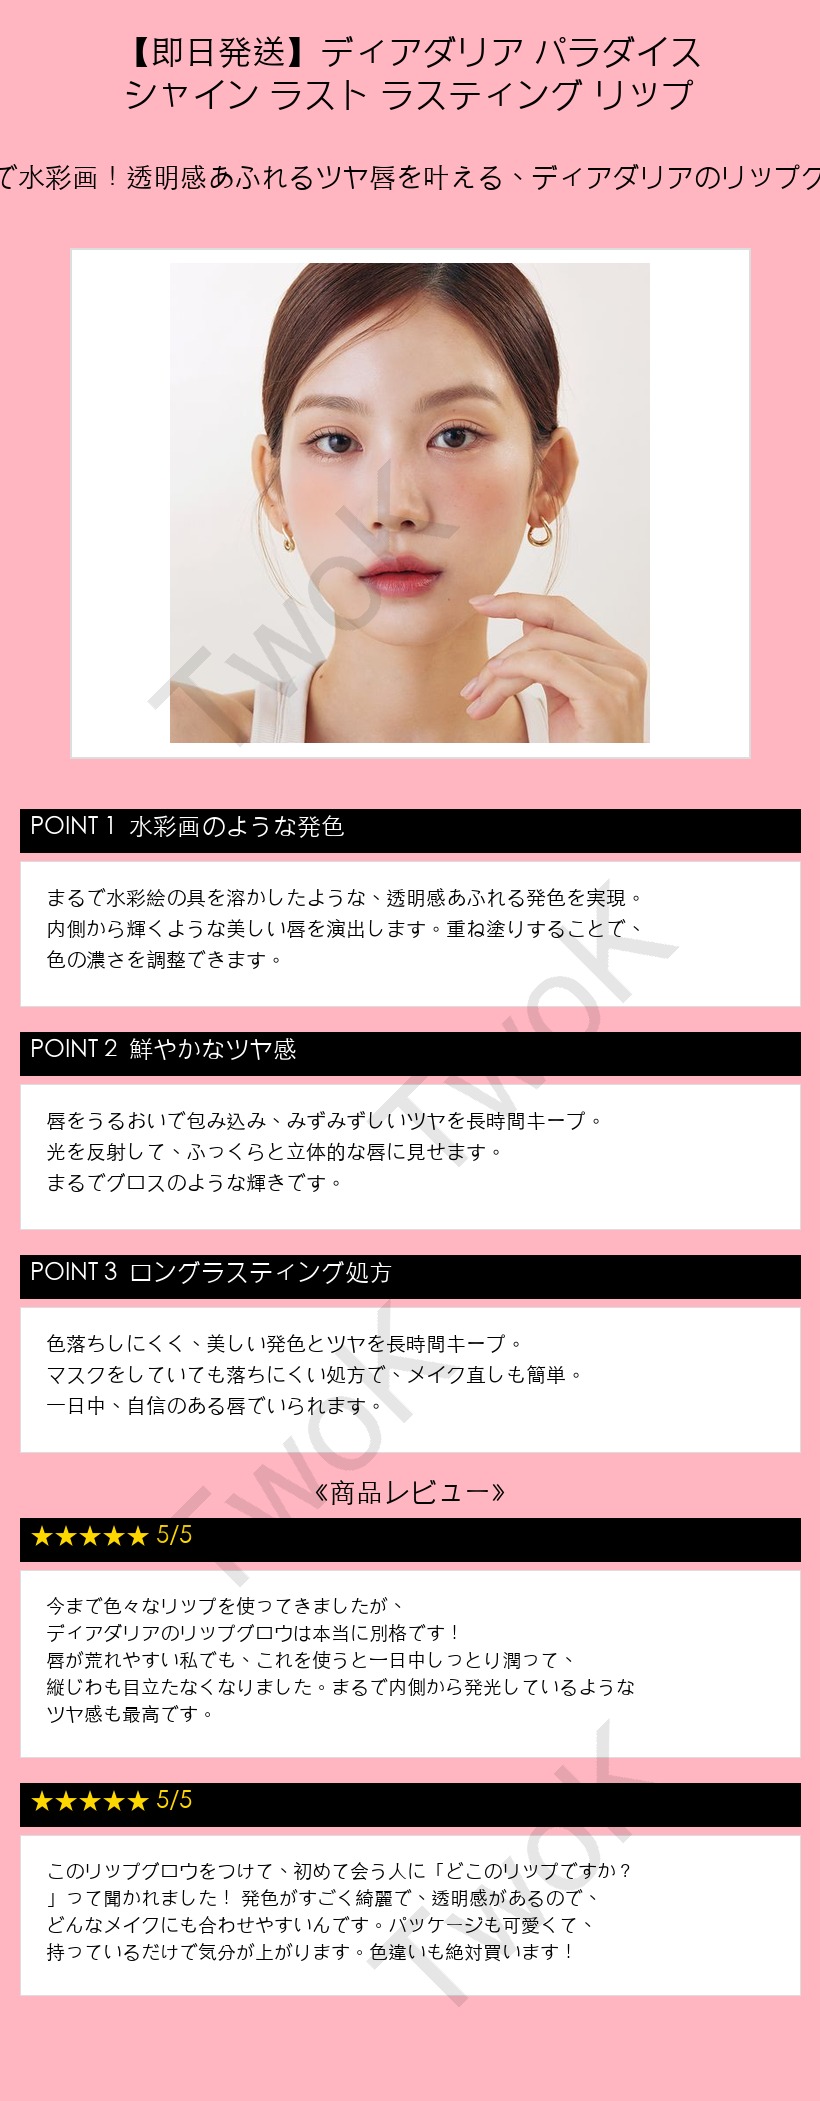 【即日発送】ディアダリア パラダイス
シャイン ラスト ラスティング リップ
で水彩画！透明感あふれるツヤ唇を叶える、ディアダリアのリップグ
TwoK
POINT 1 水彩画のような発色
まるで水彩絵の具を溶かしたような、透明感あふれる発色を実現。
内側から輝くような美しい唇を演出します。重ね塗りすることで、
色の濃さを調整できます。
TwoK
POINT 2 鮮やかなツヤ感
唇をうるおいで包み込み、みずみずしいツヤを長時間キープ。
光を反射して、ふっくらと立体的な唇に見せます。
まるでグロスのような輝きです。
POINT 3 ロングラスティング処方
色落ちしにくく、美しい発色とツヤを長時間キープ。
マスクをしていても落ちにくい処方で、メイク直しも簡単。
一日中、自信のある唇でいられます。
TwoK
《商品レビュー》
★★★★★ 5/5
今まで色々なリップを使ってきましたが、
ディアダリアのリップグロウは本当に別格です！
唇が荒れやすい私でも、これを使うと一日中しっとり潤って、
縦じわも目立たなくなりました。まるで内側から発光しているような
ツヤ感も最高です。
★★★★★ 5/5
このリップグロウをつけて、初めて会う人に「どこのリップですか？
」って聞かれました！ 発色がすごく綺麗で、透明感があるので、
どんなメイクにも合わせやすいんです。パッケージも可愛くて、
持っているだけで気分が上がります。色違いも絶対買います！
TwoK